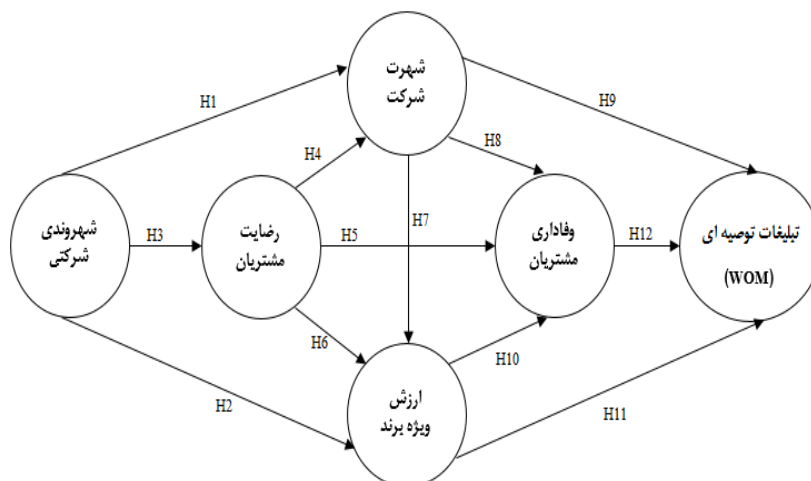 شهرت
شرکت
H1
H9
H4
H8
شهروندی
شرکتی
H3
رضایت
مشتریان
H5
H7
وفاداری
مشتریان
H12
تبلیغات توصیه ای
(WOM)
H6
H10
H2
ارزش
ویژه برند
H11